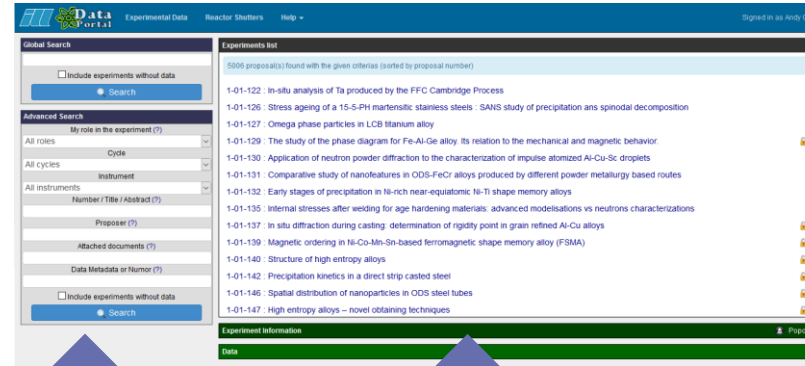 Data
Portal
Experimental Data
Reactor Shutters
Help
Signed in as Andy
Global Search
Include experiments without data
Search
Advanced Search
My role in the experiment (?)
All roles
Cycle
All cycles
Instrument
All instruments
Number / Title / Abstract (?)
Proposer (?)
Attached documents (?)
Data Metadata or Numor (?)
Include experiments without data
Search
Experiments list
5006 proposal(s) found with the given criterias (sorted by proposal number)
1-01-122 : In-situ analysis of Ta produced by the FFC Cambridge Process
1-01-126 : Stress ageing of a 15-5-PH martensitic stainless steels : SANS study of precipitation ans spinodal decomposition
1-01-127 : Omega phase particles in LCB titanium alloy
1-01-129 : The study of the phase diagram for Fe-Al-Ge alloy. Its relation to the mechanical and magnetic behavior.
1-01-130 : Application of neutron powder diffraction to the characterization of impulse atomized Al-Cu-Sc droplets
1-01-131 : Comparative study of nanofeatures in ODS-FeCr alloys produced by different powder metallurgy based routes
1-01-132 : Early stages of precipitation in Ni-rich near-equiatomic Ni-Ti shape memory alloys
1-01-135 : Internal stresses after welding for age hardening materials: advanced modelisations vs neutrons characterizations
1-01-137 : In situ diffraction during casting: determination of rigidity point in grain refined Al-Cu alloys
1-01-139 : Magnetic ordering in Ni-Co-Mn-Sn-based ferromagnetic shape memory alloy (FSMA)
1-01-140 : Structure of high entropy alloys
1-01-142 : Precipitation kinetics in a direct strip casted steel
1-01-146 : Spatial distribution of nanoparticles in ODS steel tubes
1-01-147 : High entropy alloys – novel obtaining techniques
Experiment Information
Data